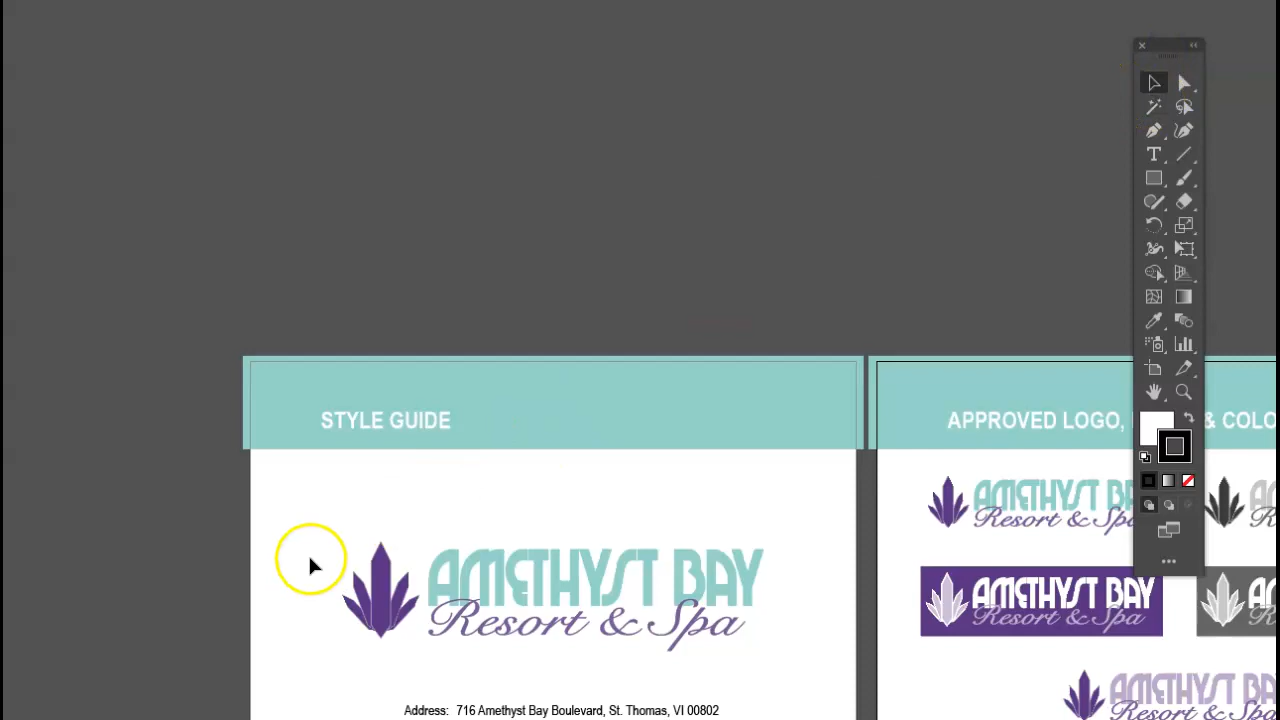 STYLE GUIDE
APPROVED LOGO, & COLO
AMETHYST BAY
Resort & Spa
Address: 716 Amethyst Bay Boulevard, St. Thomas, VI 00802
AMETHYST B
Resort & Spa
AMETHYST BAY
Resort & Spa
AMETHYST BAY
Resort & Spa